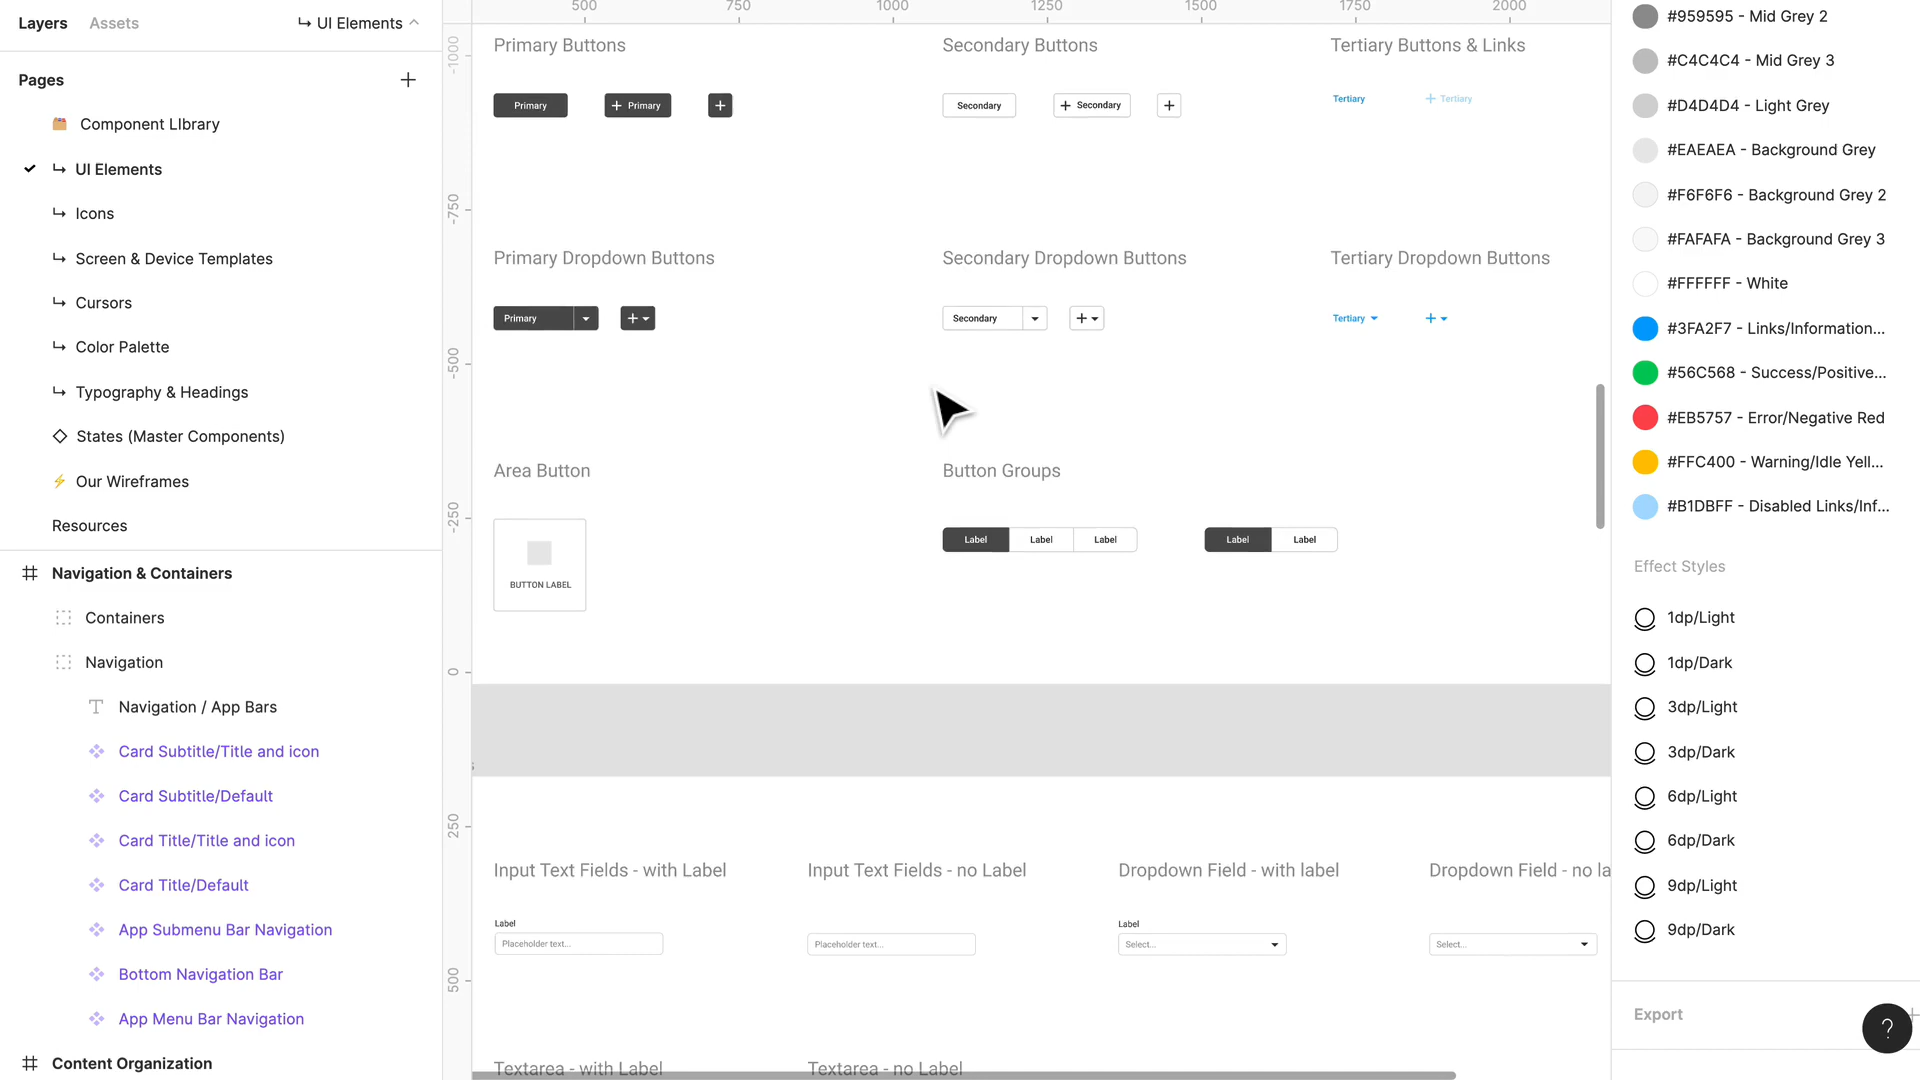 Layers
Assets
UI Elements
Pages
Component LIbrary
UI Elements
Icons
Screen & Device Templates
Cursors
Color Palette
Typography & Headings
States (Master Components)
Our Wireframes
Resources
Navigation & Containers
Containers
Navigation
Navigation / App Bars
Card Subtitle/Title and icon
Card Subtitle/Default
Card Title/Title and icon
Card Title/Default
App Submenu Bar Navigation
Bottom Navigation Bar
App Menu Bar Navigation
Content Organization
500 750 1000 1250 1500 1750 2000
-1000
-750
-500
-250
0
250
500
Primary Buttons
Secondary Buttons
Tertiary Buttons & Links
Primary
+ Primary
+
Secondary
+ Secondary
+
Tertiary
+ Tertiary
Primary Dropdown Buttons
Secondary Dropdown Buttons
Tertiary Dropdown Buttons
Primary
+
Secondary
+
Tertiary
+
Area Button
Button Groups
BUTTON LABEL
Label Label Label
Label Label
Input Text Fields - with Label
Input Text Fields - no Label
Dropdown Field - with label
Dropdown Field - no la
Label
Placeholder text...
Placeholder text...
Label
Select...
Select...
Textarea - with Label
Textarea - no Label
#959595 - Mid Grey 2
#C4C4C4 - Mid Grey 3
#D4D4D4 - Light Grey
#EAEAEA - Background Grey
#F6F6F6 - Background Grey 2
#FAFAFA - Background Grey 3
#FFFFFF - White
#3FA2F7 - Links/Information...
#56C568 - Success/Positive...
#EB5757 - Error/Negative Red
#FFC400 - Warning/Idle Yell...
#B1DBFF - Disabled Links/Inf...
Effect Styles
1dp/Light
1dp/Dark
3dp/Light
3dp/Dark
6dp/Light
6dp/Dark
9dp/Light
9dp/Dark
Export
?